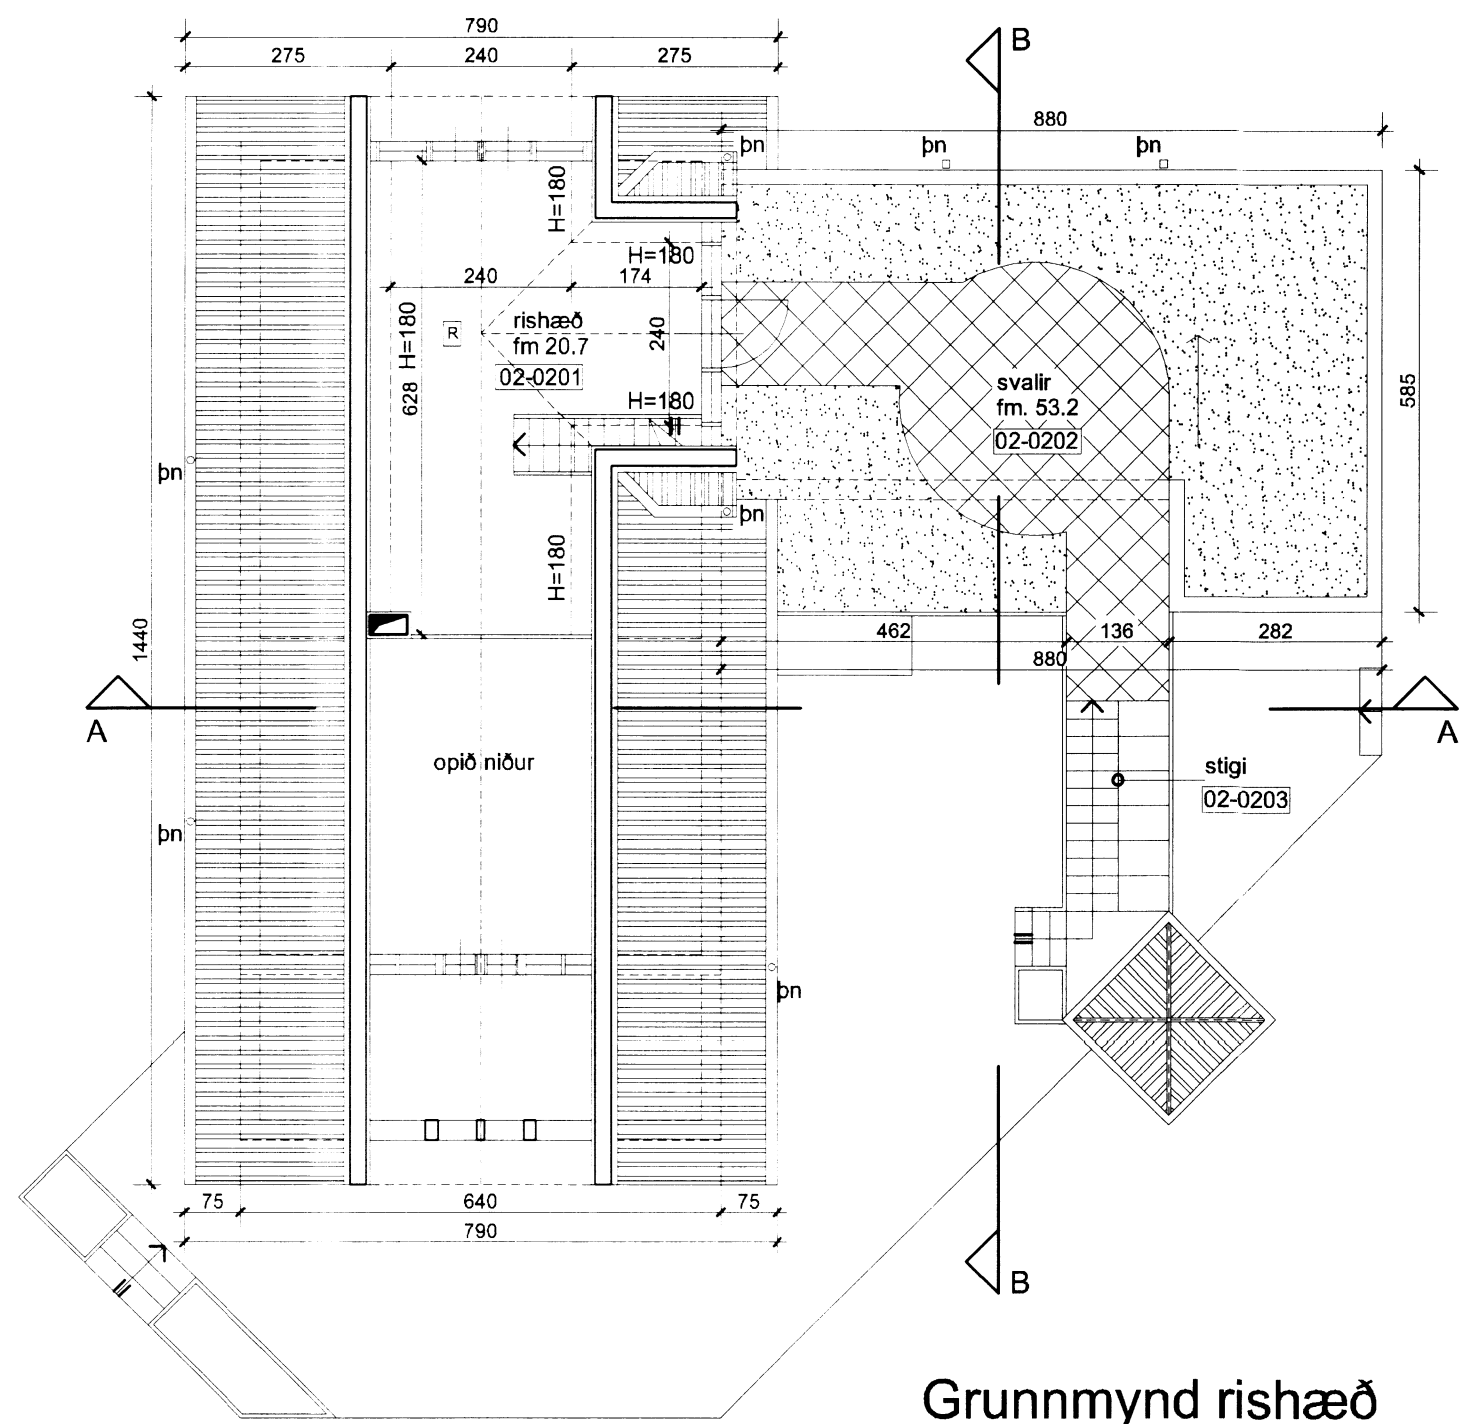 790
275 240 275
B
880
þn þn þn
H=180
H=180
240 174
H=180
rishæð
fm 20.7
02-0201
R
240
628
H=180
svalir
fm. 53.2
02-0202
585
þn
þn
H=180
1440
462 136 282
880
A
A
opið niður
stigi
02-0203
þn
þn
75 640 75
790
B
Grunnmynd rishæð